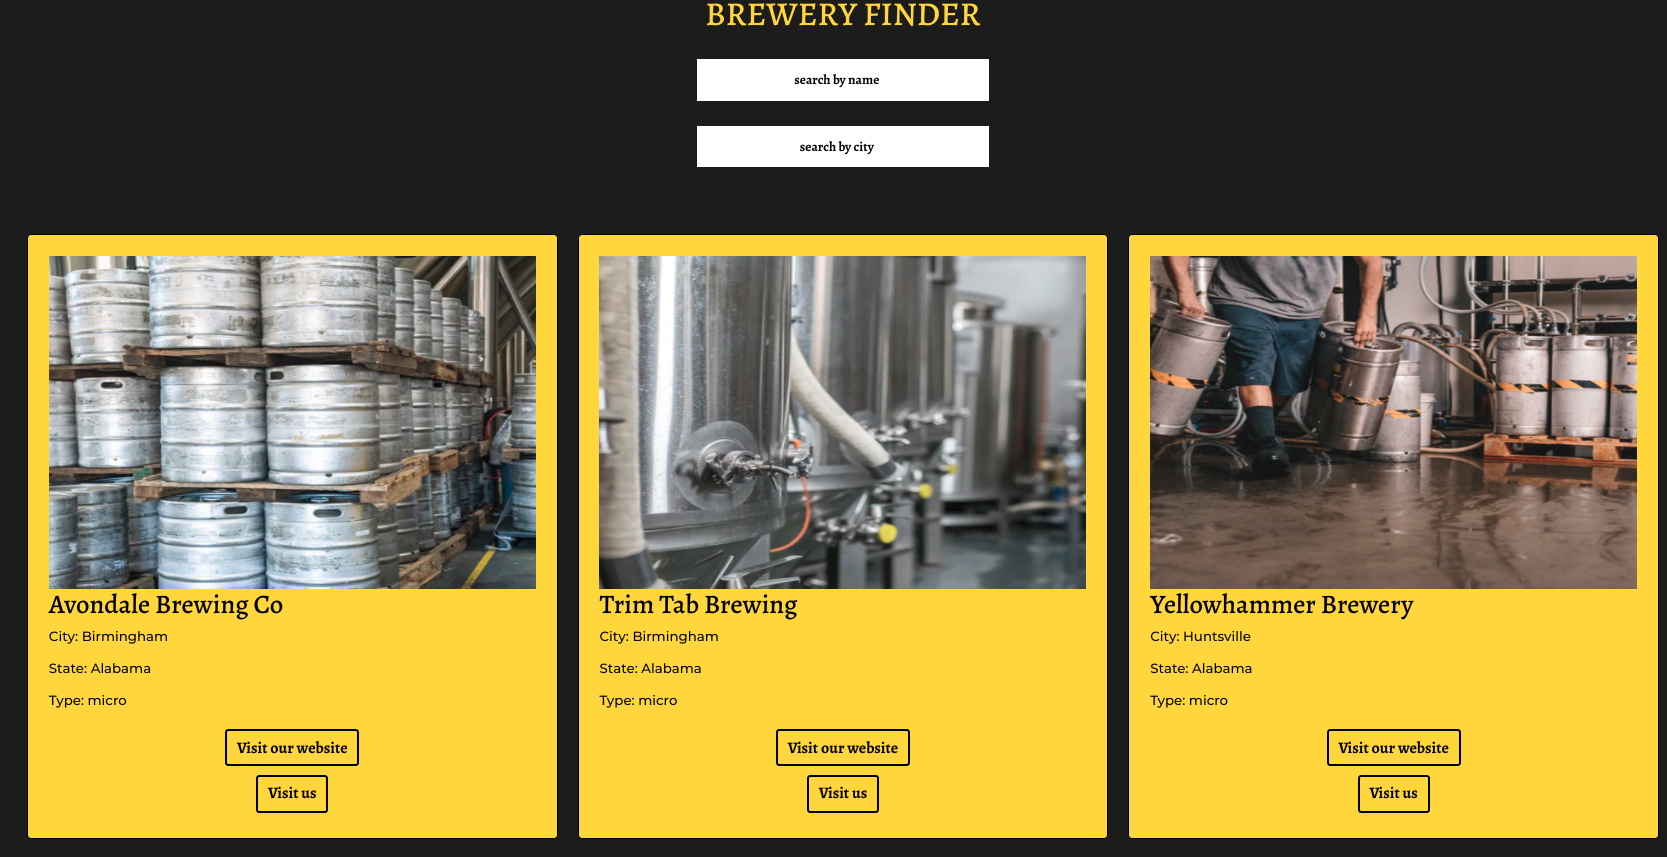 BREWERY FINDER
search by name
search by city
Avondale Brewing Co
City: Birmingham
State: Alabama
Type: micro
Visit our website
Visit us
Trim Tab Brewing
City: Birmingham
State: Alabama
Type: micro
Visit our website
Visit us
Yellowhammer Brewery
City: Huntsville
State: Alabama
Type: micro
Visit our website
Visit us